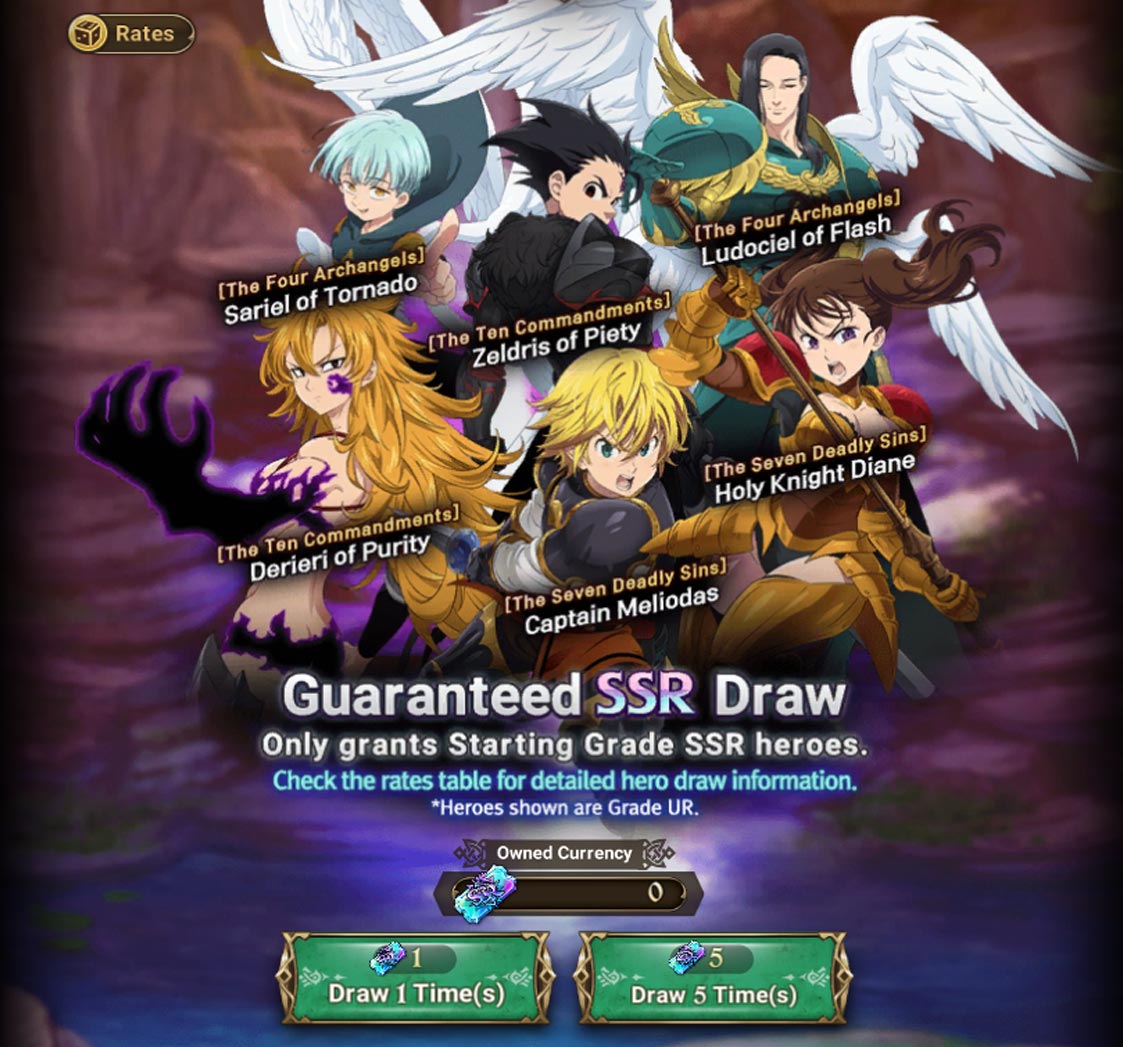 Rates
[The Four Archangels]
Ludociel of Flash
[The Four Archangels]
Sariel of Tornado
[The Ten Commandments]
Zeldris of Piety
[The Seven Deadly Sins]
Holy Knight Diane
[The Ten Commandments]
Derieri of Purity
[The Seven Deadly Sins]
Captain Meliodas
Guaranteed SSR Draw
Only grants Starting Grade SSR heroes.
Check the rates table for detailed hero draw information.
*Heroes shown are Grade UR.
Owned Currency
0
1
Draw 1 Time(s)
5
Draw 5 Time(s)